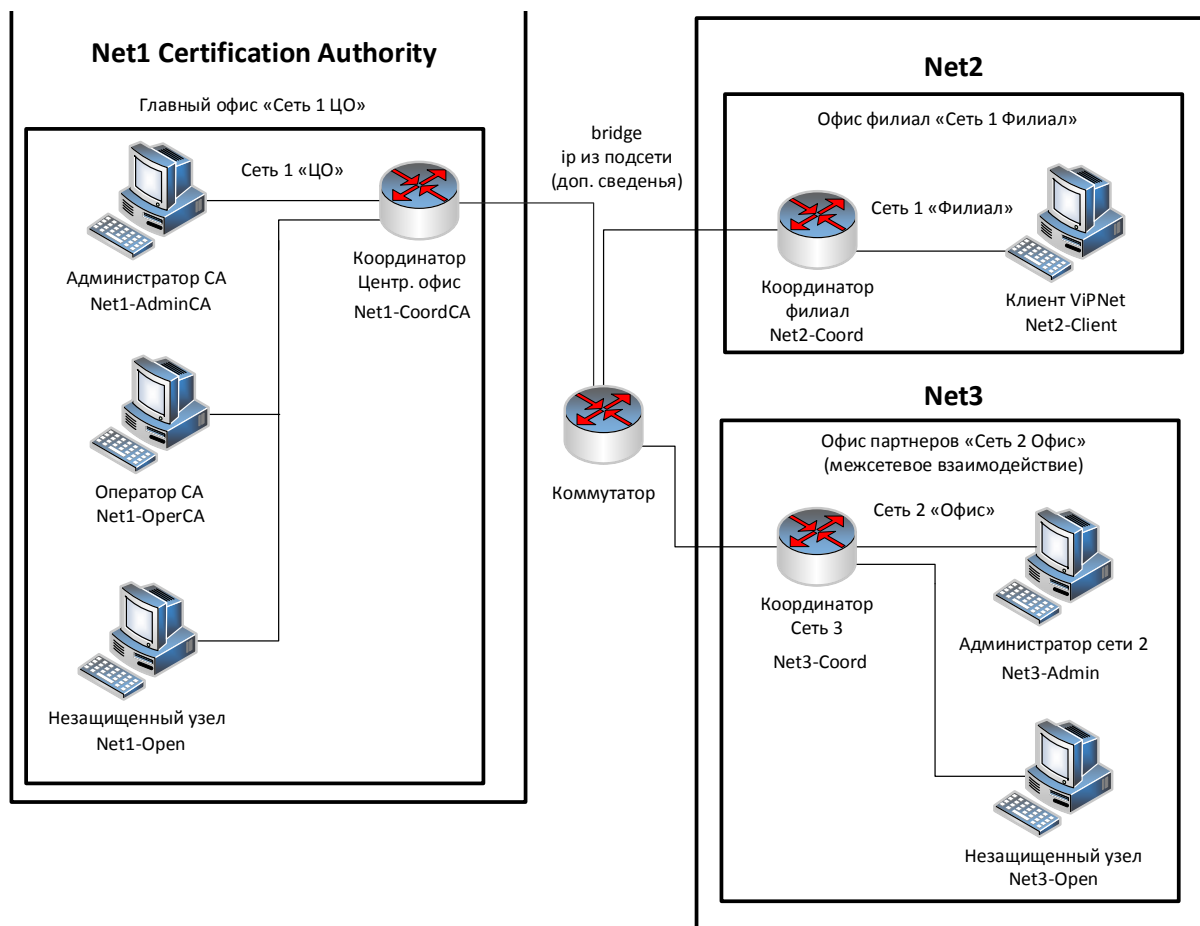 Net1 Certification Authority
Главный офис «Сеть 1 ЦО»
Сеть 1 «ЦО»
Администратор СА
Net1-AdminCA
Координатор
Центр. офис
Net1-CoordCA
Оператор СА
Net1-OperCA
Незащищенный узел
Net1-Open
bridge
ip из подсети
(доп. сведенья)
Коммутатор
Net2
Офис филиал «Сеть 1 Филиал»
Сеть 1 «Филиал»
Координатор
филиал
Net2-Coord
Клиент ViPNet
Net2-Client
Net3
Офис партнеров «Сеть 2 Офис»
(межсетевое взаимодействие)
Сеть 2 «Офис»
Координатор
Сеть 3
Net3-Coord
Администратор сети 2
Net3-Admin
Незащищенный узел
Net3-Open